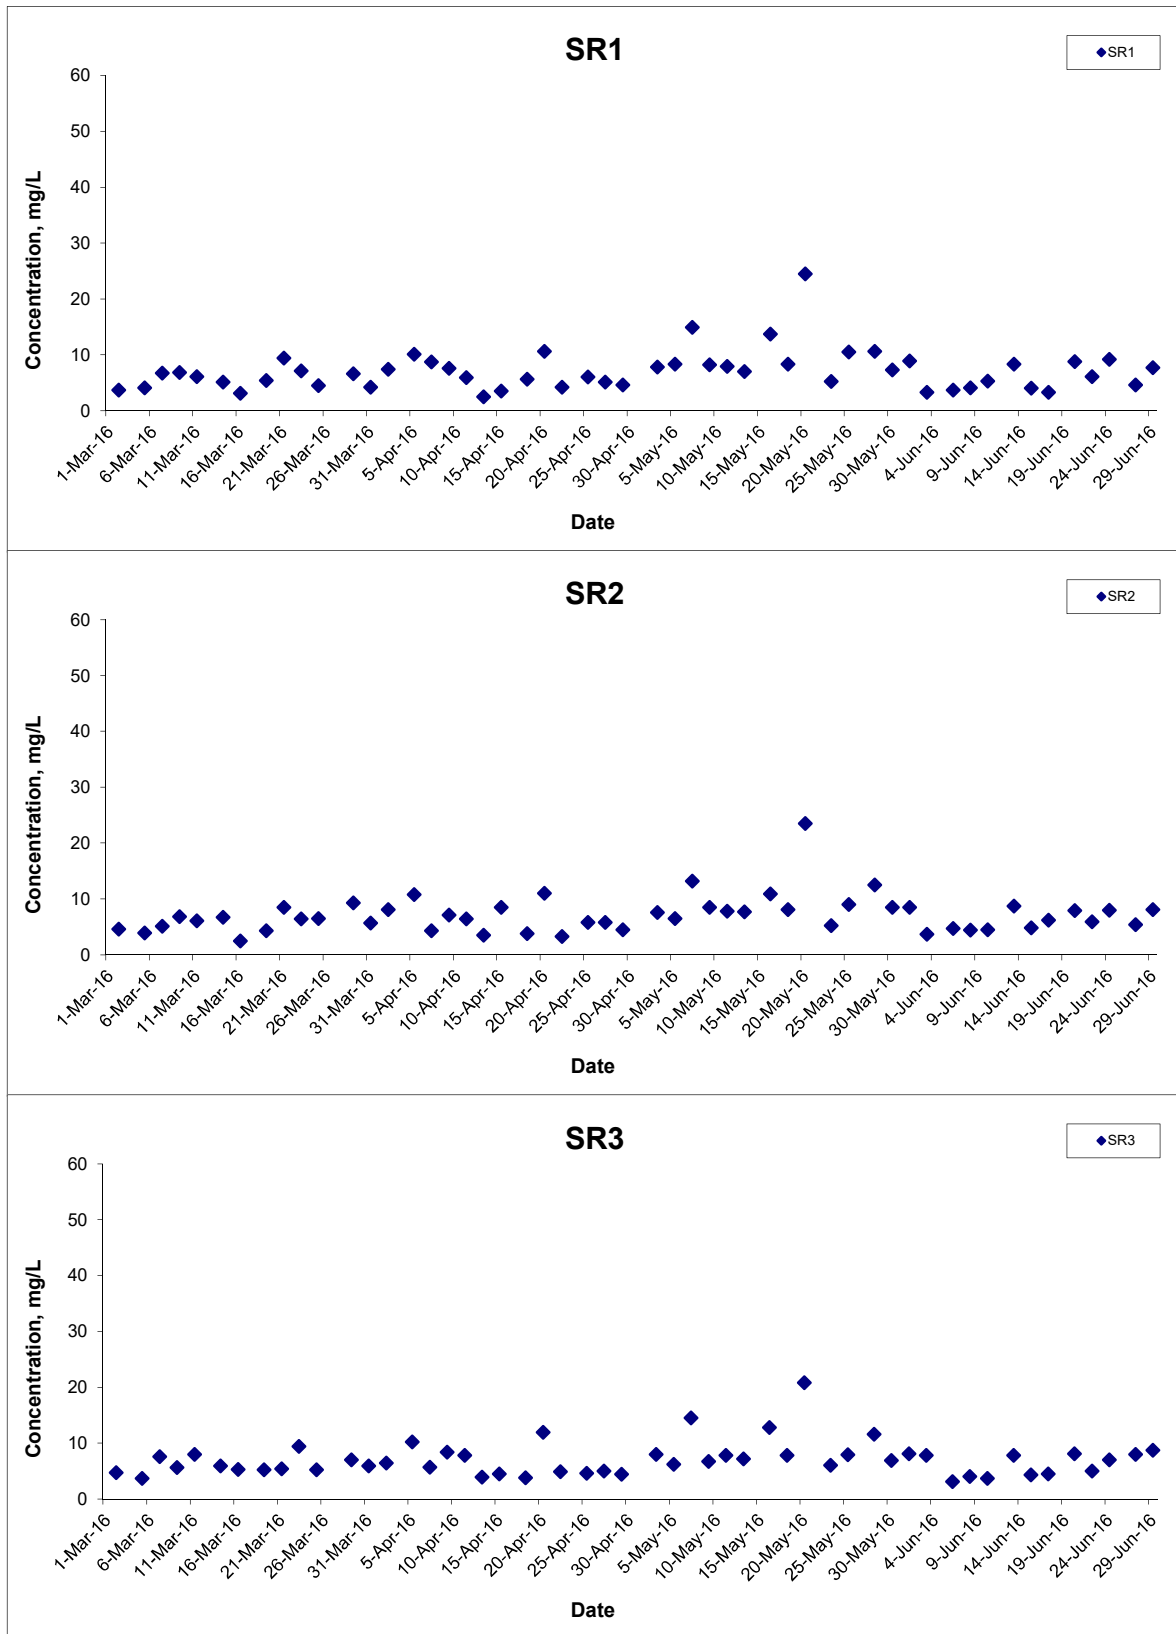 SR1
SR1
60
50
40
30
20
10
0
Concentration, mg/L
1-Mar-16
6-Mar-16
11-Mar-16
16-Mar-16
21-Mar-16
26-Mar-16
31-Mar-16
5-Apr-16
10-Apr-16
15-Apr-16
20-Apr-16
25-Apr-16
30-Apr-16
5-May-16
10-May-16
15-May-16
20-May-16
25-May-16
30-May-16
4-Jun-16
9-Jun-16
14-Jun-16
19-Jun-16
24-Jun-16
29-Jun-16
Date
SR2
SR2
60
50
40
30
20
10
0
Concentration, mg/L
1-Mar-16
6-Mar-16
11-Mar-16
16-Mar-16
21-Mar-16
26-Mar-16
31-Mar-16
5-Apr-16
10-Apr-16
15-Apr-16
20-Apr-16
25-Apr-16
30-Apr-16
5-May-16
10-May-16
15-May-16
20-May-16
25-May-16
30-May-16
4-Jun-16
9-Jun-16
14-Jun-16
19-Jun-16
24-Jun-16
29-Jun-16
Date
SR3
SR3
60
50
40
30
20
10
0
Concentration, mg/L
1-Mar-16
6-Mar-16
11-Mar-16
16-Mar-16
21-Mar-16
26-Mar-16
31-Mar-16
5-Apr-16
10-Apr-16
15-Apr-16
20-Apr-16
25-Apr-16
30-Apr-16
5-May-16
10-May-16
15-May-16
20-May-16
25-May-16
30-May-16
4-Jun-16
9-Jun-16
14-Jun-16
19-Jun-16
24-Jun-16
29-Jun-16
Date